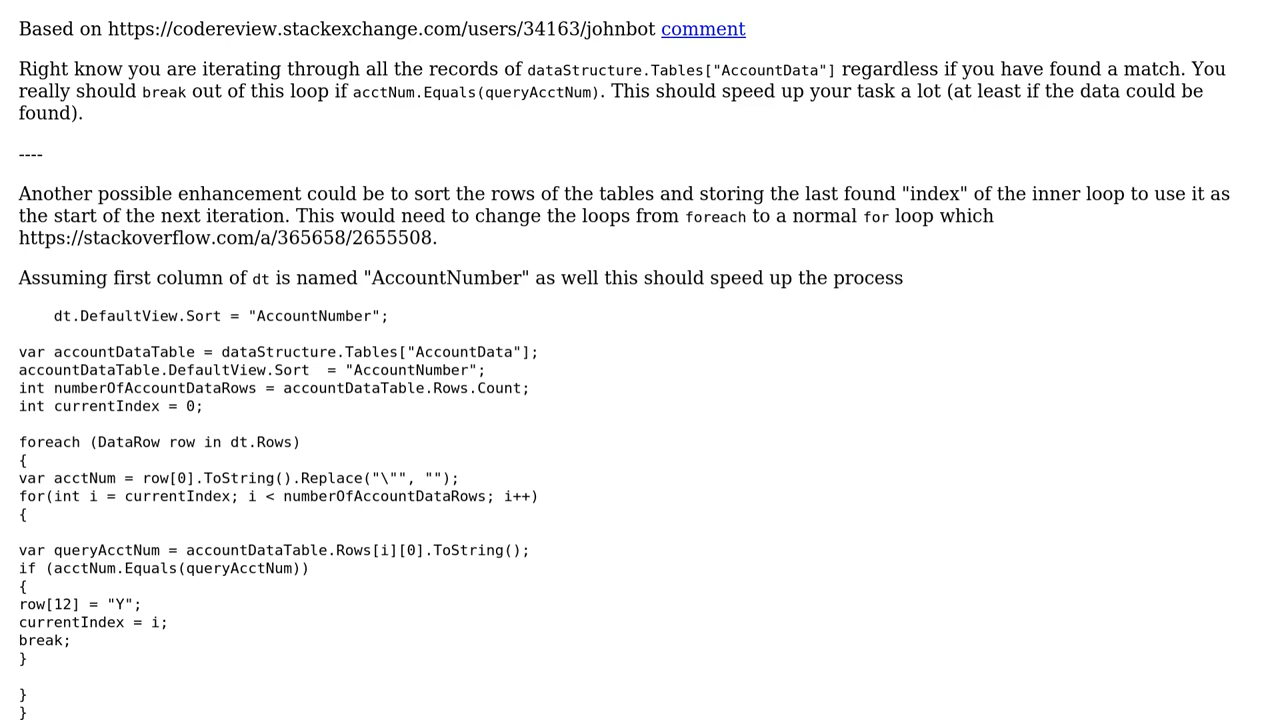 Based on https://codereview.stackexchange.com/users/34163/johnbot comment
Right know you are iterating through all the records of dataStructure.Tables["AccountData"] regardless if you have found a match. You
really should break out of this loop if acctNum.Equals(queryAcctNum). This should speed up your task a lot (at least if the data could be
found).
----
Another possible enhancement could be to sort the rows of the tables and storing the last found "index" of the inner loop to use it as
the start of the next iteration. This would need to change the loops from foreach to a normal for loop which
https://stackoverflow.com/a/365658/2655508.
Assuming first column of dt is named "AccountNumber" as well this should speed up the process
    dt.DefaultView.Sort = "AccountNumber";
var accountDataTable = dataStructure.Tables["AccountData"];
accountDataTable.DefaultView.Sort  = "AccountNumber";
int numberOfAccountDataRows = accountDataTable.Rows.Count;
int currentIndex = 0;
foreach (DataRow row in dt.Rows)
{
var acctNum = row[0].ToString().Replace("\"", "");
for(int i = currentIndex; i < numberOfAccountDataRows; i++)
{
var queryAcctNum = accountDataTable.Rows[i][0].ToString();
if (acctNum.Equals(queryAcctNum))
{
row[12] = "Y";
currentIndex = i;
break;
}
}
}